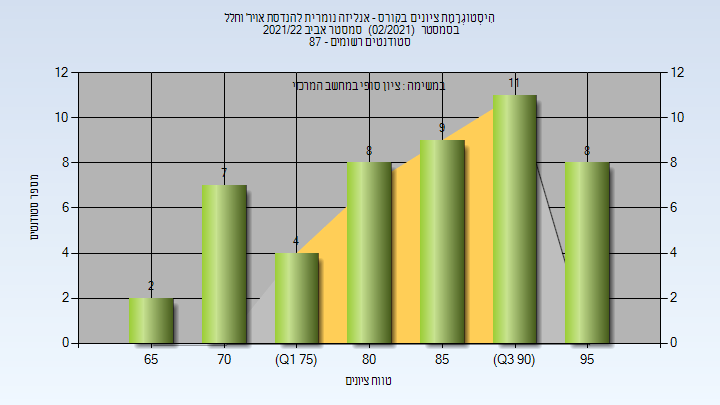 הִיסטוֹגרָמַת ציונים בקורס - אנליזה נומרית להנדסת אויר וחלל
בסמסטר (02/2021) סמסטר אביב 2021/22
סטודנטים רשומים - 87
במשימה : ציון סופי במחשב המרכזי
מספר סטודנטים
12 12
10 10
8 8
6 6
4 4
2 2
0 0
2 7 4 8 9 11 8
65 70 (Q1 75) 80 85 (Q3 90) 95
טווח ציונים